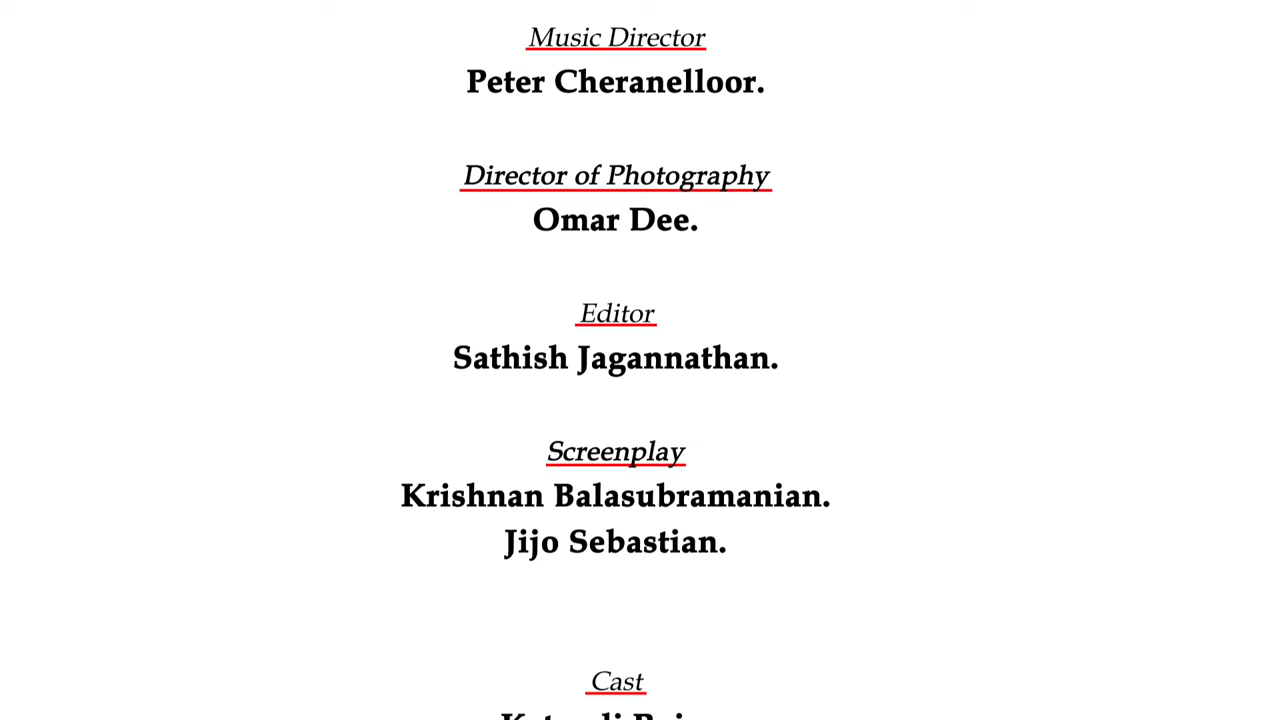 Music Director
Peter Cheranelloor.
Director of Photography
Omar Dee.
Editor
Sathish Jagannathan.
Screenplay
Krishnan Balasubramanian.
Jijo Sebastian.
Cast